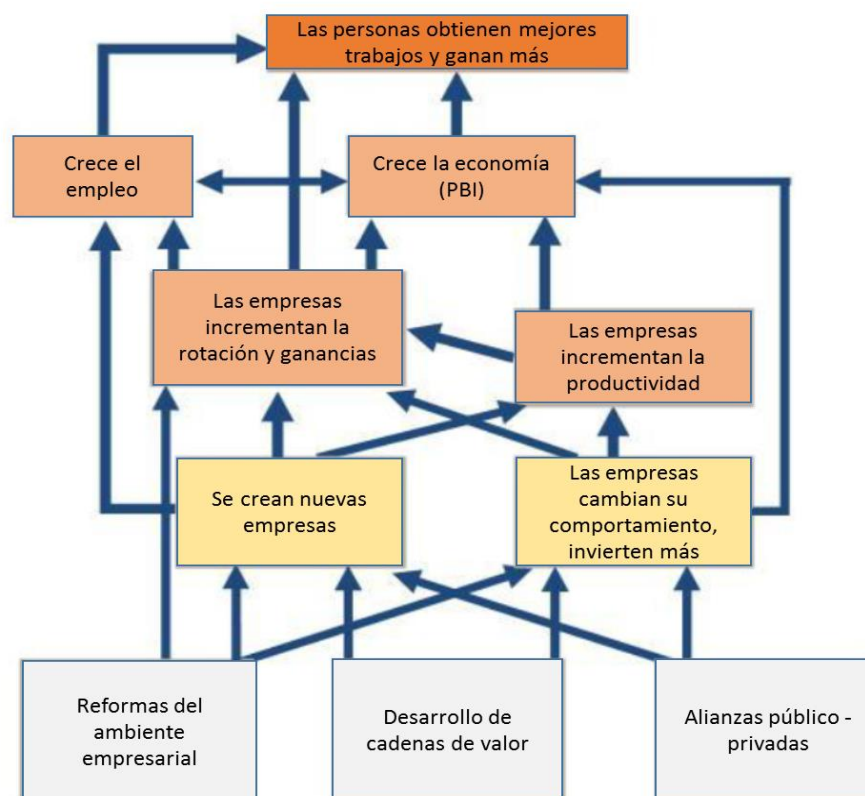 Las personas obtienen mejores
trabajos y ganan más
Crece el
empleo
Crece la economía
(PBI)
Las empresas
incrementan la
rotación y ganancias
Las empresas
incrementan la
productividad
Se crean nuevas
empresas
Las empresas
cambian su
comportamiento,
invierten más
Reformas del
ambiente
empresarial
Desarrollo de
cadenas de valor
Alianzas público -
privadas